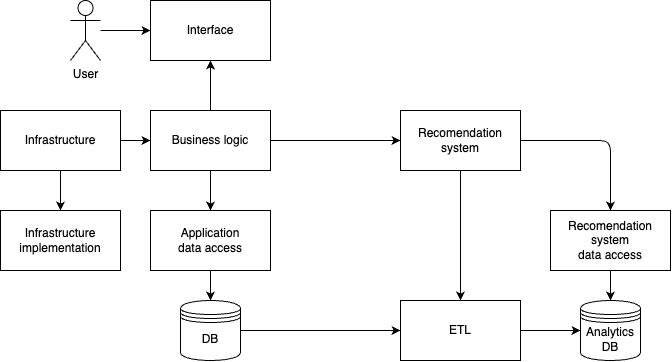 Interface
User
Infrastructure
Business logic
Recomendation
system
Infrastructure
implementation
Application
data access
Recomendation
system
data access
DB
ETL
Analytics
DB